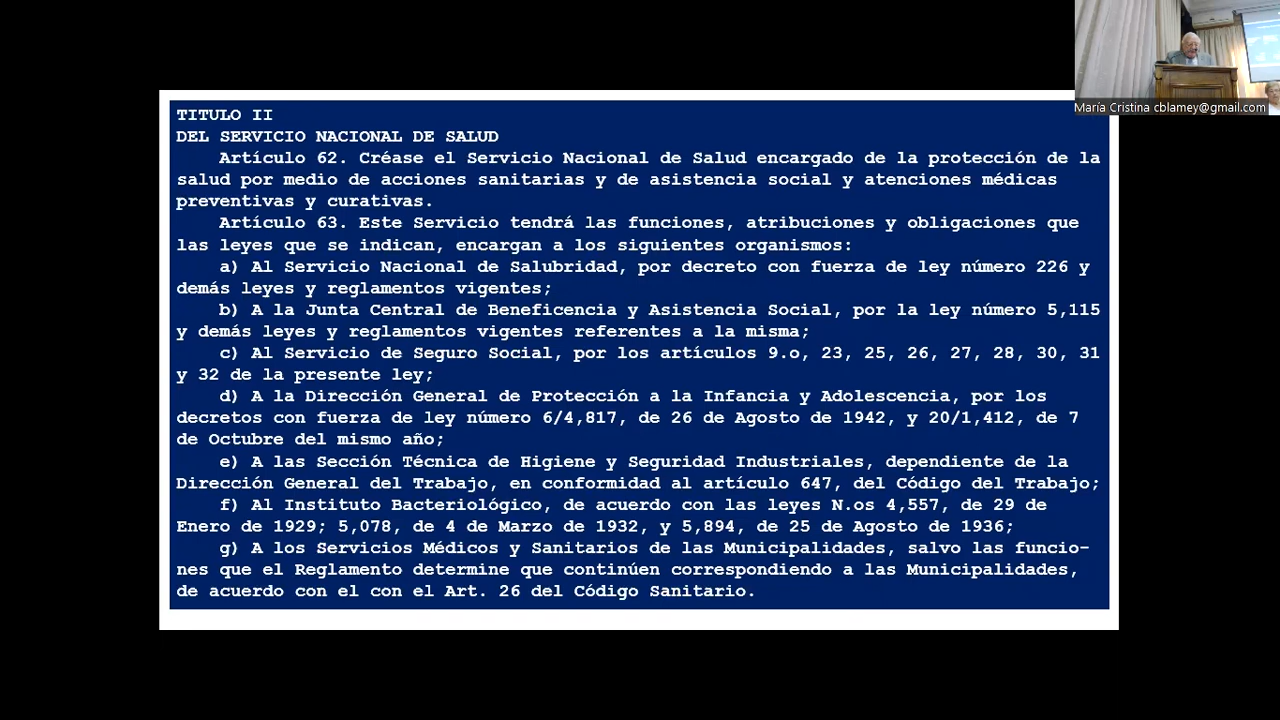 TITULO II
DEL SERVICIO NACIONAL DE SALUD
Artículo 62. Créase el Servicio Nacional de Salud encargado de la protección de la
salud por medio de acciones sanitarias y de asistencia social y atenciones médicas
preventivas y curativas.
Artículo 63. Este Servicio tendrá las funciones, atribuciones y obligaciones que
las leyes que se indican, encargan a los siguientes organismos:
a) Al Servicio Nacional de Salubridad, por decreto con fuerza de ley número 226 y
demás leyes y reglamentos vigentes;
b) A la Junta Central de Beneficencia y Asistencia Social, por la ley número 5,115
y demás leyes y reglamentos vigentes referentes a la misma;
c) Al Servicio de Seguro Social, por los artículos 9.o, 23, 25, 26, 27, 28, 30, 31
y 32 de la presente ley;
d) A la Dirección General de Protección a la Infancia y Adolescencia, por los
decretos con fuerza de ley número 6/4,817, de 26 de Agosto de 1942, y 20/1,412, de 7
de Octubre del mismo año;
e) A las Sección Técnica de Higiene y Seguridad Industriales, dependiente de la
Dirección General del Trabajo, en conformidad al artículo 647, del Código del Trabajo;
f) Al Instituto Bacteriológico, de acuerdo con las leyes N.os 4,557, de 29 de
Enero de 1929; 5,078, de 4 de Marzo de 1932, y 5,894, de 25 de Agosto de 1936;
g) A los Servicios Médicos y Sanitarios de las Municipalidades, salvo las funcio-
nes que el Reglamento determine que continúen correspondiendo a las Municipalidades,
de acuerdo con el con el Art. 26 del Código Sanitario.
María Cristina cblamey@gmail.com